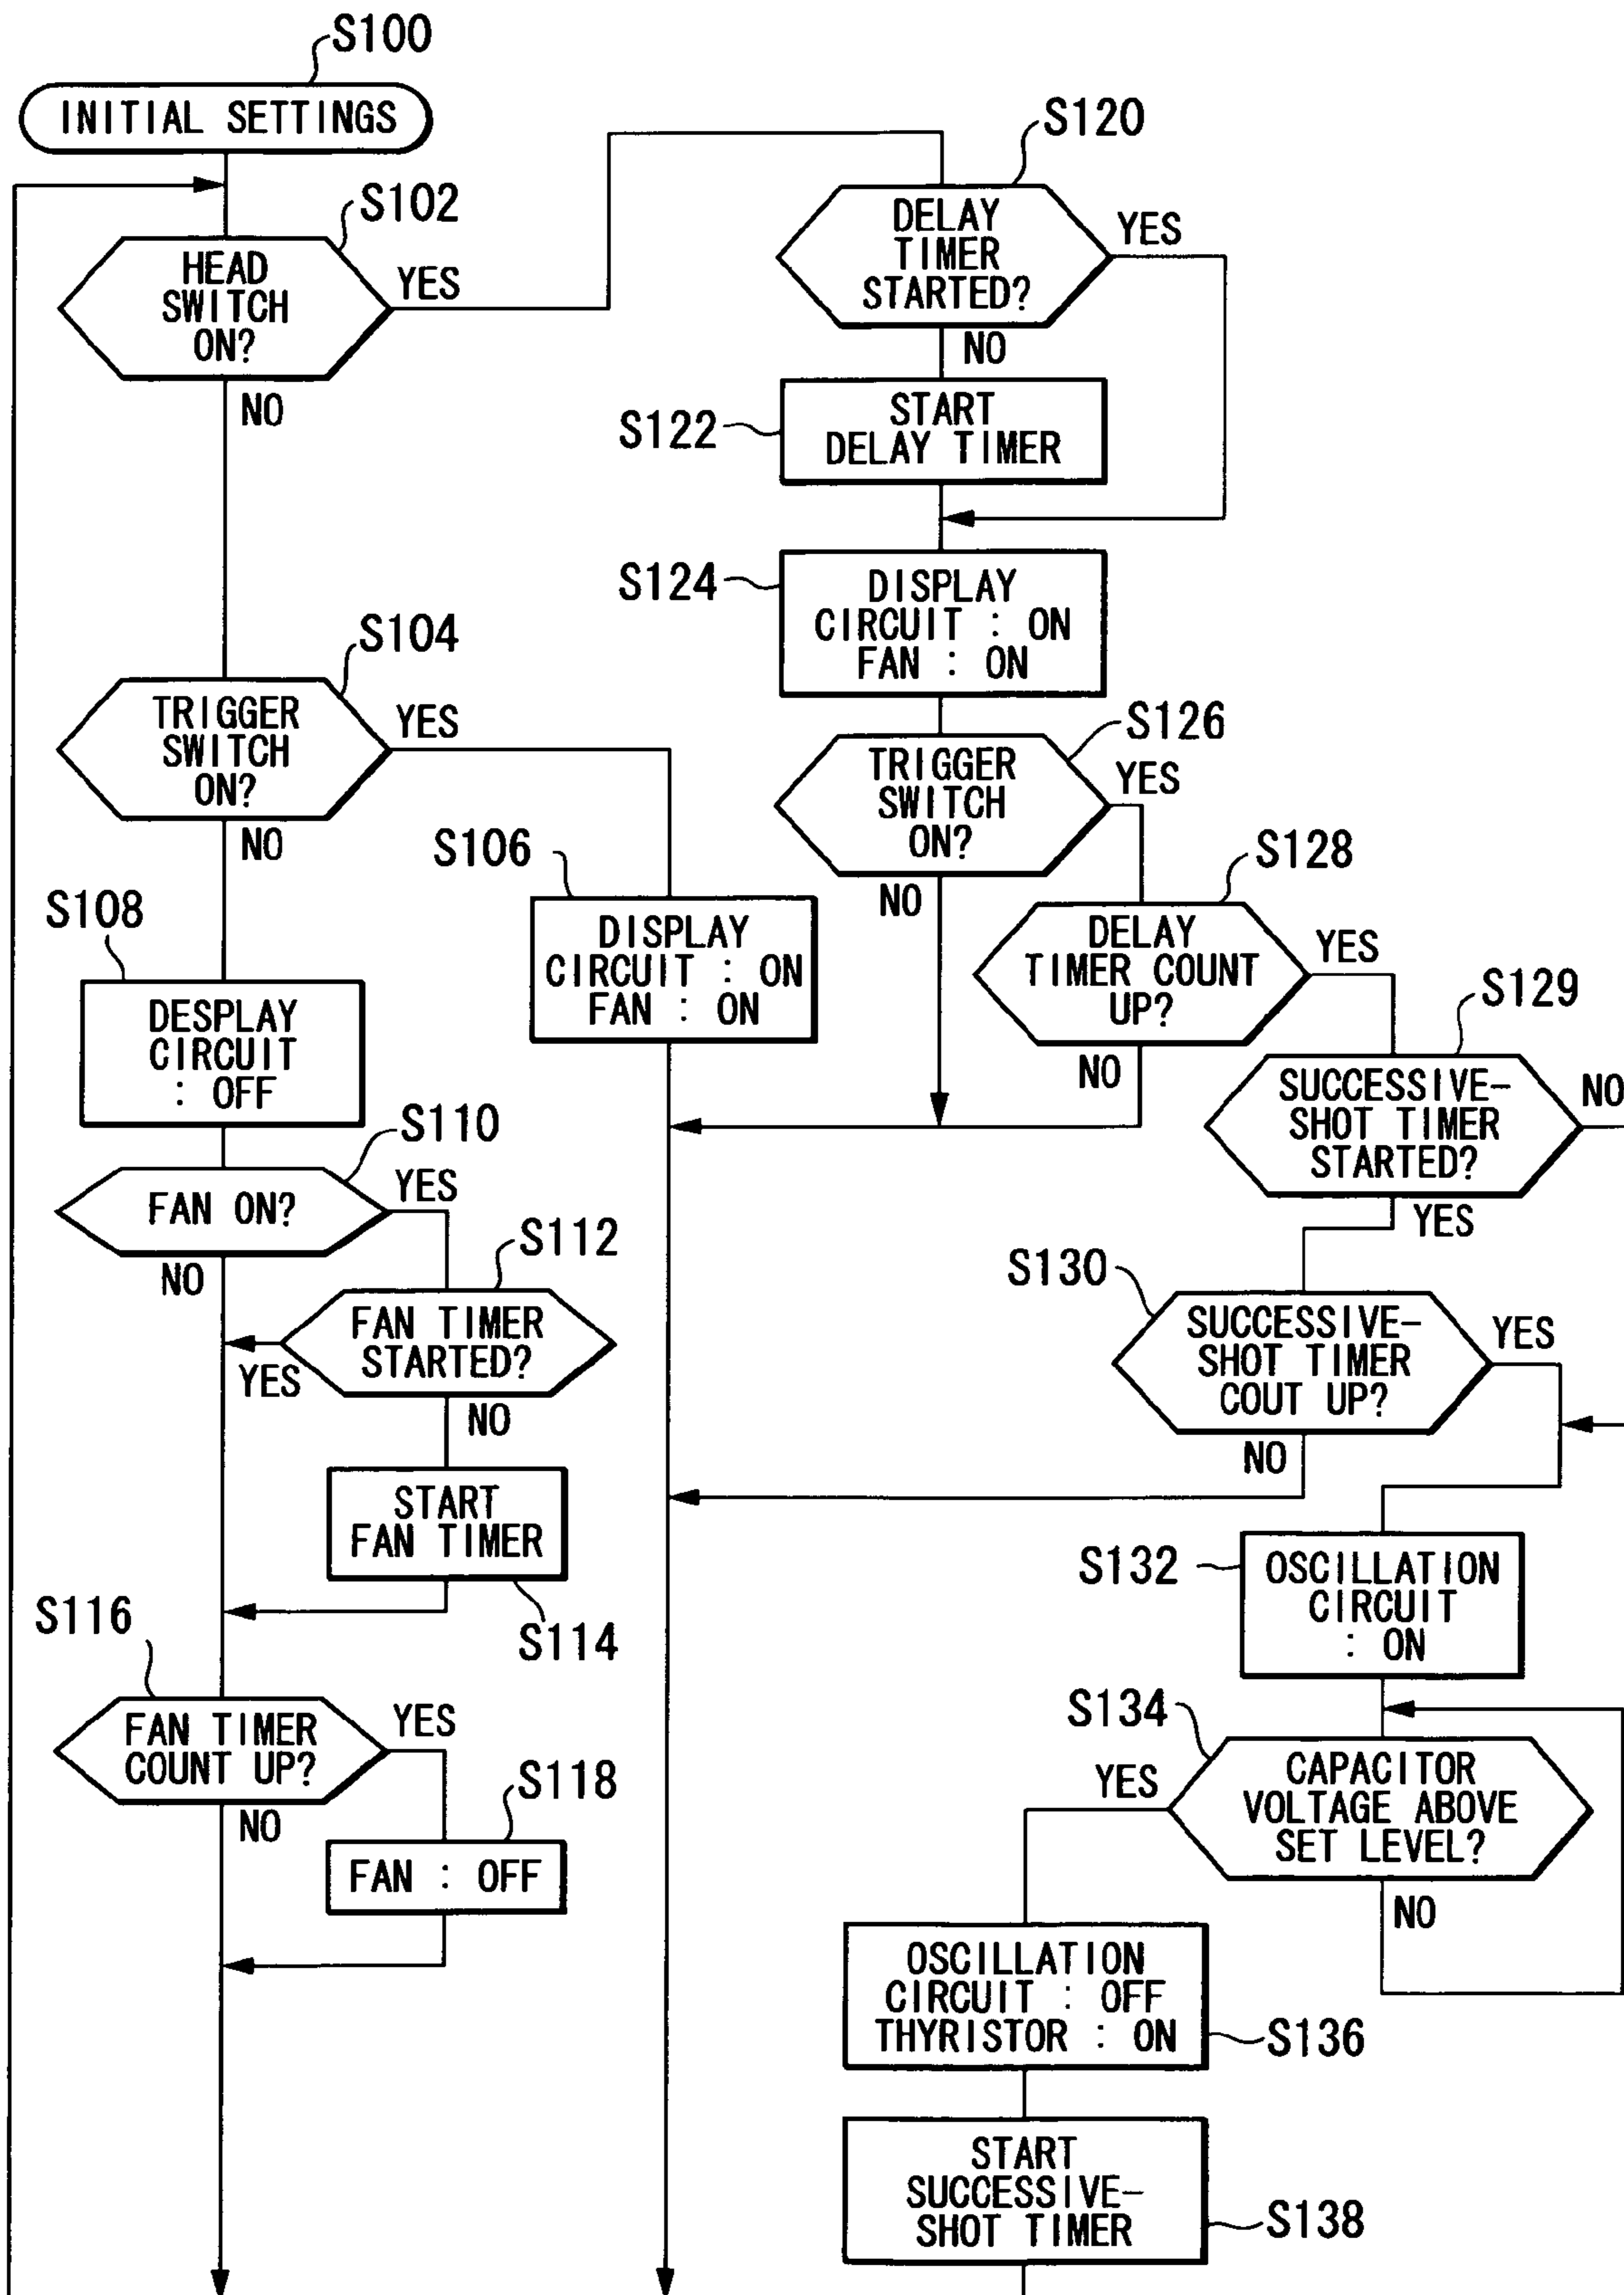 S100
INITIAL SETTINGS
S102
HEAD
SWITCH
ON?
YES
NO
S104
TRIGGER
SWITCH
ON?
YES
NO
S106
DISPLAY
CIRCUIT : ON
FAN : ON
S108
DESPLAY
CIRCUIT
: OFF
S110
FAN ON?
YES
NO
S112
FAN TIMER
STARTED?
YES
NO
START
FAN TIMER
S114
S116
FAN TIMER
COUNT UP?
YES
NO
S118
FAN : OFF
S120
DELAY
TIMER
STARTED?
YES
NO
S122
START
DELAY TIMER
S124
DISPLAY
CIRCUIT : ON
FAN : ON
S126
TRIGGER
SWITCH
ON?
YES
NO
S128
DELAY
TIMER COUNT
UP?
YES
NO
S129
SUCCESSIVE-
SHOT TIMER
STARTED?
NO
YES
S130
SUCCESSIVE-
SHOT TIMER
COUT UP?
YES
NO
S132
OSCILLATION
CIRCUIT
: ON
S134
CAPACITOR
VOLTAGE ABOVE
SET LEVEL?
YES
NO
OSCILLATION
CIRCUIT : OFF
THYRISTOR : ON
S136
START
SUCCESSIVE-
SHOT TIMER
S138